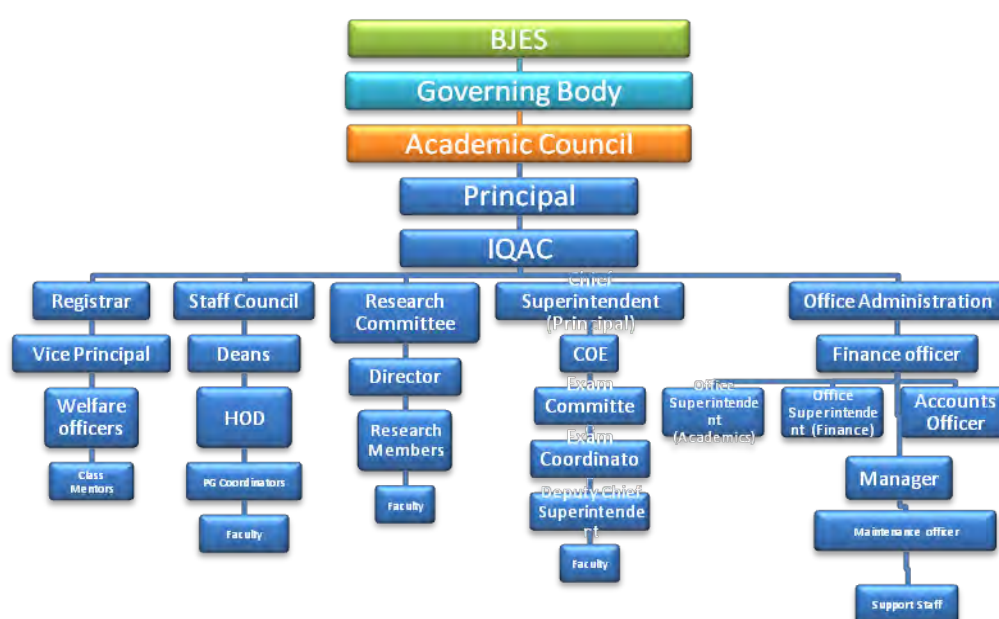 BJES
Governing Body
Academic Council
Principal
IQAC
Registrar
Vice Principal
Welfare
officers
Class
Mentors
Staff Council
Deans
HOD
PG Coordinators
Faculty
Research
Committee
Director
Research
Members
Faculty
Chief
Superintendent
(Principal)
COE
Exam
Committe
Exam
Coordinato
Deputy Chief
Superintende
nt
Faculty
Office Administration
Finance officer
Office
Superintende
nt
(Academics)
Office
Superintende
nt (Finance)
Accounts
Officer
Manager
Maintenance officer
Support Staff